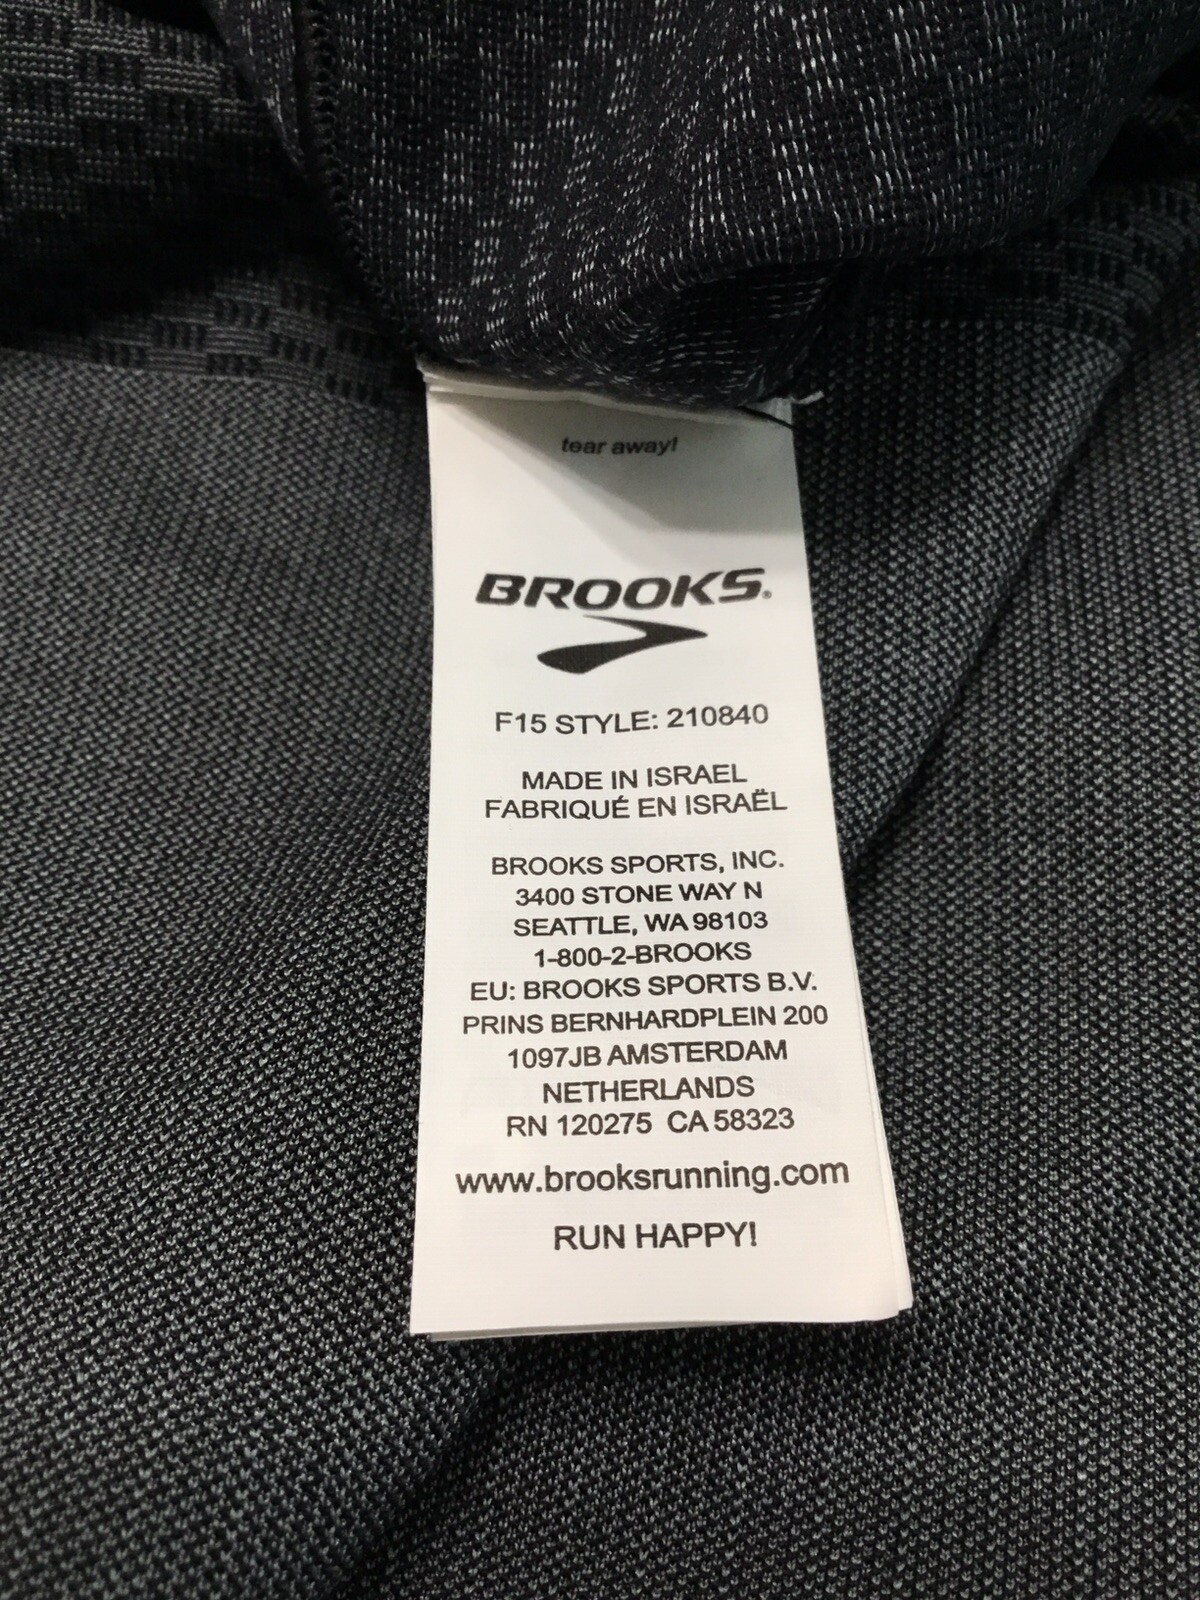 tear away!
BROOKS®
F15 STYLE: 210840
MADE IN ISRAEL
FABRIQUÉ EN ISRAËL
BROOKS SPORTS, INC.
3400 STONE WAY N
SEATTLE, WA 98103
1-800-2-BROOKS
EU: BROOKS SPORTS B.V.
PRINS BERNHARDPLEIN 200
1097JB AMSTERDAM
NETHERLANDS
RN 120275 CA 58323
www.brooksrunning.com
RUN HAPPY!